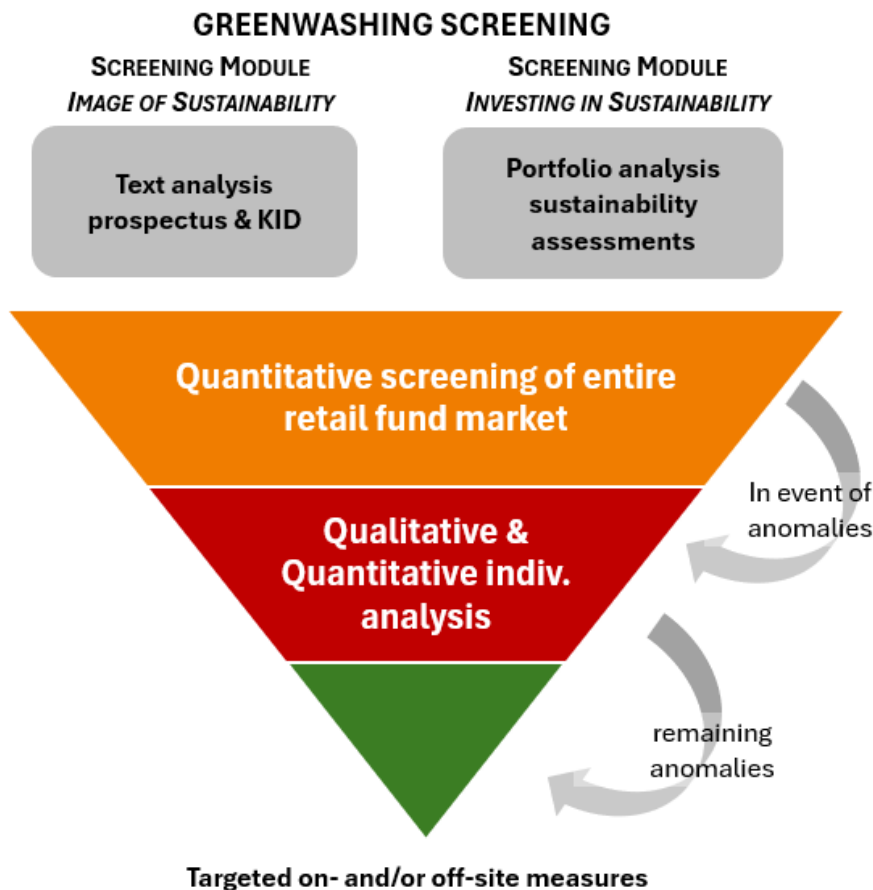 GREENWASHING SCREENING
SCREENING MODULE
IMAGE OF SUSTAINABILITY
SCREENING MODULE
INVESTING IN SUSTAINABILITY
Text analysis
prospectus & KID
Portfolio analysis
sustainability
assessments
Quantitative screening of entire
retail fund market
In event of
anomalies
Qualitative &
Quantitative indiv.
analysis
remaining
anomalies
Targeted on- and/or off-site measures